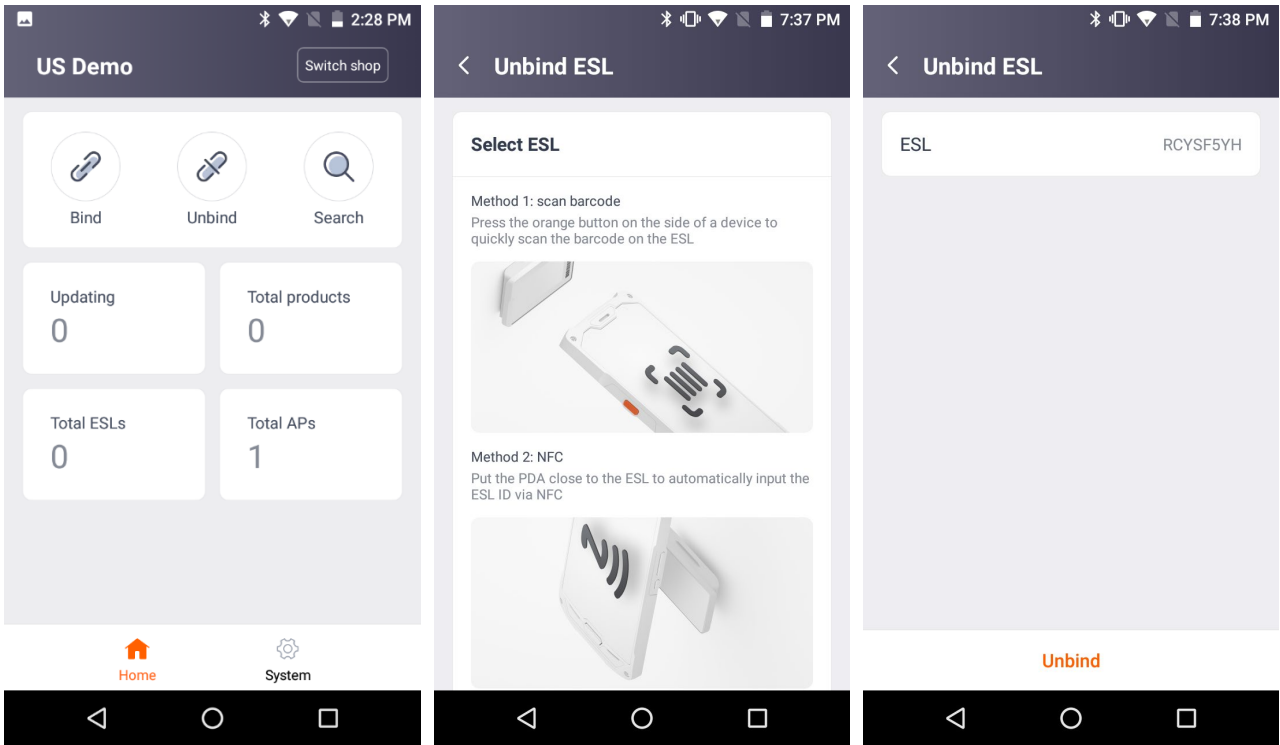 2:28 PM
US Demo
Switch shop
Bind
Unbind
Search
Updating
0
Total products
0
Total ESLs
0
Total APs
1
Home
System
7:37 PM
Unbind ESL
Select ESL
Method 1: scan barcode
Press the orange button on the side of a device to
quickly scan the barcode on the ESL
Method 2: NFC
Put the PDA close to the ESL to automatically input the
ESL ID via NFC
7:38 PM
Unbind ESL
ESL
RCYSF5YH
Unbind